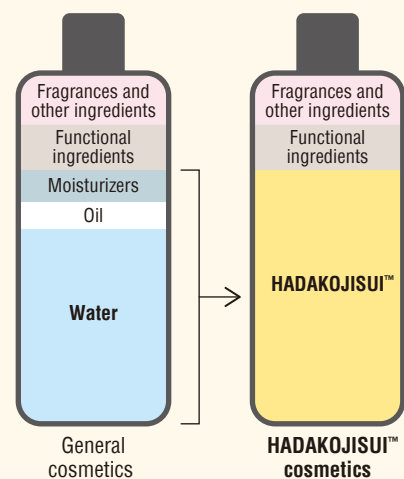 Fragrances and
other ingredients
Functional
ingredients
Moisturizers
Oil
Water
General
cosmetics
Fragrances and
other ingredients
Functional
ingredients
HADAKOJISUI™
HADAKOJISUI™
cosmetics